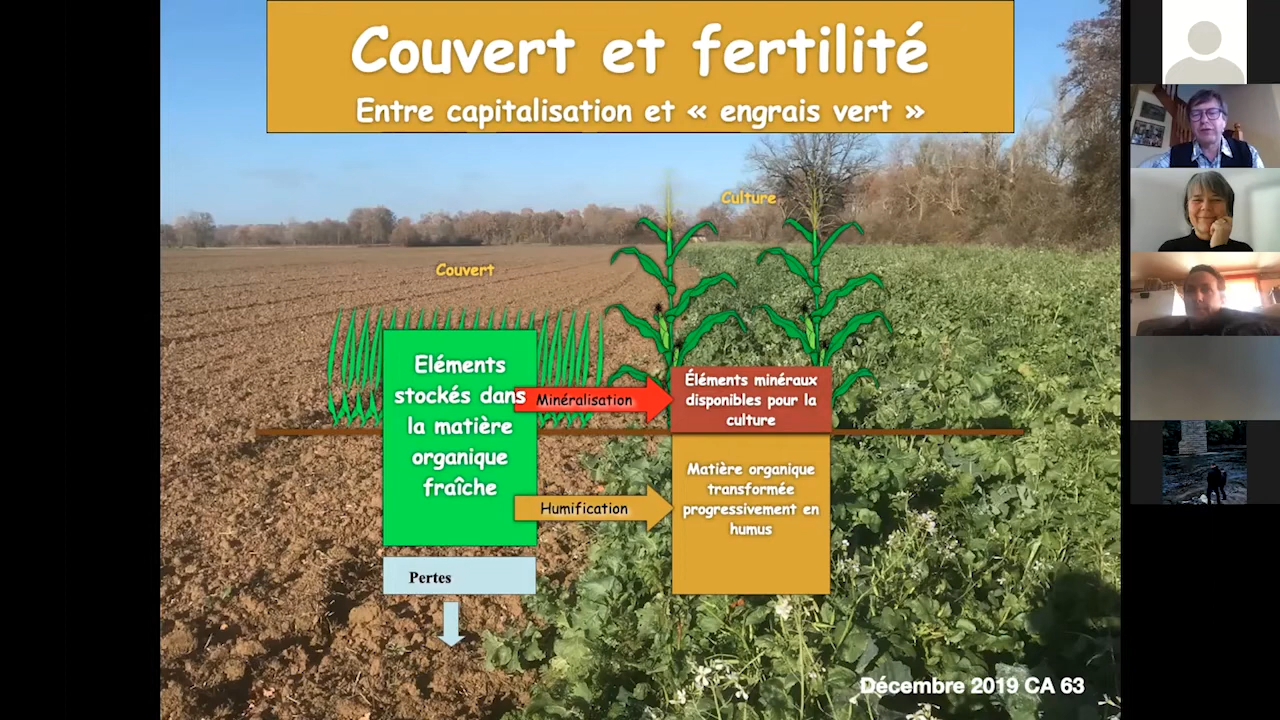 Couvert et fertilité
Entre capitalisation et « engrais vert »
Culture
Couvert
Eléments
stockés dans
la matière
organique
fraîche
Minéralisation
Éléments minéraux
disponibles pour la
culture
Humification
Matière organique
transformée
progressivement en
humus
Pertes
Décembre 2019 CA 63